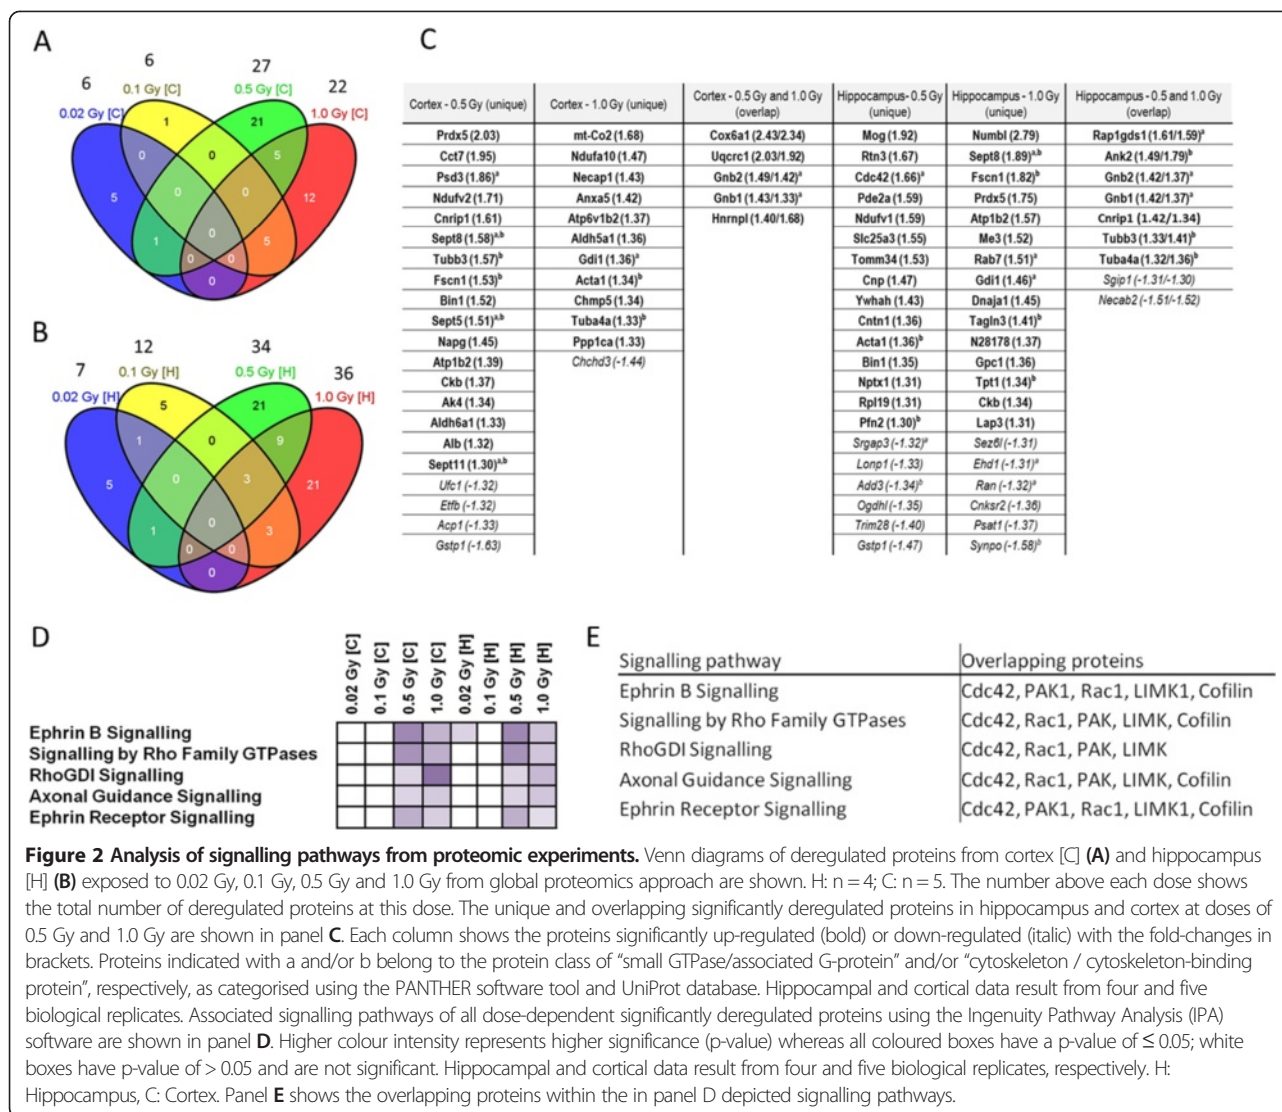 A
6
6
27
22
0.02 Gy [C]
0.1 Gy [C]
0.5 Gy [C]
1.0 Gy [C]
1
21
0
0
5
5
0
0
12
1
0
5
0
0
0
B
7
12
34
36
0.02 Gy [H]
0.1 Gy [H]
0.5 Gy [H]
1.0 Gy [H]
5
21
1
0
9
5
0
3
21
1
0
3
0
0
0
C
Cortex - 0.5 Gy (unique)
Prdx5 (2.03)
Cct7 (1.95)
Psd3 (1.86)ᵃ
Ndufv2 (1.71)
Cnrip1 (1.61)
Sept8 (1.58)ᵃ,ᵇ
Tubb3 (1.57)ᵇ
Fscn1 (1.53)ᵇ
Bin1 (1.52)
Sept5 (1.51)ᵃ,ᵇ
Napg (1.45)
Atp1b2 (1.39)
Ckb (1.37)
Ak4 (1.34)
Aldh6a1 (1.33)
Alb (1.32)
Sept11 (1.30)ᵃ,ᵇ
Ufc1 (-1.32)
Etfb (-1.32)
Acp1 (-1.33)
Gstp1 (-1.63)
Cortex - 1.0 Gy (unique)
mt-Co2 (1.68)
Ndufa10 (1.47)
Necap1 (1.43)
Anxa5 (1.42)
Atp6v1b2 (1.37)
Aldh5a1 (1.36)
Gdi1 (1.36)ᵃ
Acta1 (1.34)ᵇ
Chmp5 (1.34)
Tuba4a (1.33)ᵇ
Ppp1ca (1.33)
Chchd3 (-1.44)
Cortex - 0.5 Gy and 1.0 Gy
(overlap)
Cox6a1 (2.43/2.34)
Uqcrc1 (2.03/1.92)
Gnb2 (1.49/1.42)ᵃ
Gnb1 (1.43/1.33)ᵃ
Hnrnpl (1.40/1.68)
Hippocampus- 0.5 Gy
(unique)
Mog (1.92)
Rtn3 (1.67)
Cdc42 (1.66)ᵃ
Pde2a (1.59)
Ndufv1 (1.59)
Slc25a3 (1.55)
Tomm34 (1.53)
Cnp (1.47)
Ywhah (1.43)
Cntn1 (1.36)
Acta1 (1.36)ᵇ
Bin1 (1.35)
Nptx1 (1.31)
Rpl19 (1.31)
Pfn2 (1.30)ᵇ
Srgap3 (-1.32)ᵃ
Lonp1 (-1.33)
Add3 (-1.34)ᵇ
Ogdhl (-1.35)
Trim28 (-1.40)
Gstp1 (-1.47)
Hippocampus - 1.0 Gy
(unique)
Numbl (2.79)
Sept8 (1.89)ᵃ,ᵇ
Fscn1 (1.82)ᵇ
Prdx5 (1.75)
Atp1b2 (1.57)
Me3 (1.52)
Rab7 (1.51)ᵃ
Gdi1 (1.46)ᵃ
Dnaja1 (1.45)
Tagln3 (1.41)ᵇ
N28178 (1.37)
Gpc1 (1.36)
Tpt1 (1.34)ᵇ
Ckb (1.34)
Lap3 (1.31)
Sez6l (-1.31)
Ehd1 (-1.31)ᵃ
Ran (-1.32)ᵃ
Cnksr2 (-1.36)
Psat1 (-1.37)
Synpo (-1.58)ᵇ
Hippocampus - 0.5 and 1.0 Gy
(overlap)
Rap1gds1 (1.61/1.59)ᵃ
Ank2 (1.49/1.79)ᵇ
Gnb2 (1.42/1.37)ᵃ
Gnb1 (1.42/1.37)ᵃ
Cnrip1 (1.42/1.34)
Tubb3 (1.33/1.41)ᵇ
Tuba4a (1.32/1.36)ᵇ
Sgip1 (-1.31/-1.30)
Necab2 (-1.51/-1.52)
D
0.02 Gy [C]
0.1 Gy [C]
0.5 Gy [C]
1.0 Gy [C]
0.02 Gy [H]
0.1 Gy [H]
0.5 Gy [H]
1.0 Gy [H]
Ephrin B Signalling
Signalling by Rho Family GTPases
RhoGDI Signalling
Axonal Guidance Signalling
Ephrin Receptor Signalling
E
Signalling pathway Overlapping proteins
Ephrin B Signalling Cdc42, PAK1, Rac1, LIMK1, Cofilin
Signalling by Rho Family GTPases Cdc42, Rac1, PAK, LIMK, Cofilin
RhoGDI Signalling Cdc42, Rac1, PAK, LIMK
Axonal Guidance Signalling Cdc42, Rac1, PAK, LIMK, Cofilin
Ephrin Receptor Signalling Cdc42, PAK1, Rac1, LIMK1, Cofilin
Figure 2 Analysis of signalling pathways from proteomic experiments. Venn diagrams of deregulated proteins from cortex [C] (A) and hippocampus
[H] (B) exposed to 0.02 Gy, 0.1 Gy, 0.5 Gy and 1.0 Gy from global proteomics approach are shown. H: n = 4; C: n = 5. The number above each dose shows
the total number of deregulated proteins at this dose. The unique and overlapping significantly deregulated proteins in hippocampus and cortex at doses of
0.5 Gy and 1.0 Gy are shown in panel C. Each column shows the proteins significantly up-regulated (bold) or down-regulated (italic) with the fold-changes in
brackets. Proteins indicated with a and/or b belong to the protein class of “small GTPase/associated G-protein” and/or “cytoskeleton / cytoskeleton-binding
protein”, respectively, as categorised using the PANTHER software tool and UniProt database. Hippocampal and cortical data result from four and five
biological replicates. Associated signalling pathways of all dose-dependent significantly deregulated proteins using the Ingenuity Pathway Analysis (IPA)
software are shown in panel D. Higher colour intensity represents higher significance (p-value) whereas all coloured boxes have a p-value of ≤ 0.05; white
boxes have p-value of > 0.05 and are not significant. Hippocampal and cortical data result from four and five biological replicates, respectively. H:
Hippocampus, C: Cortex. Panel E shows the overlapping proteins within the in panel D depicted signalling pathways.